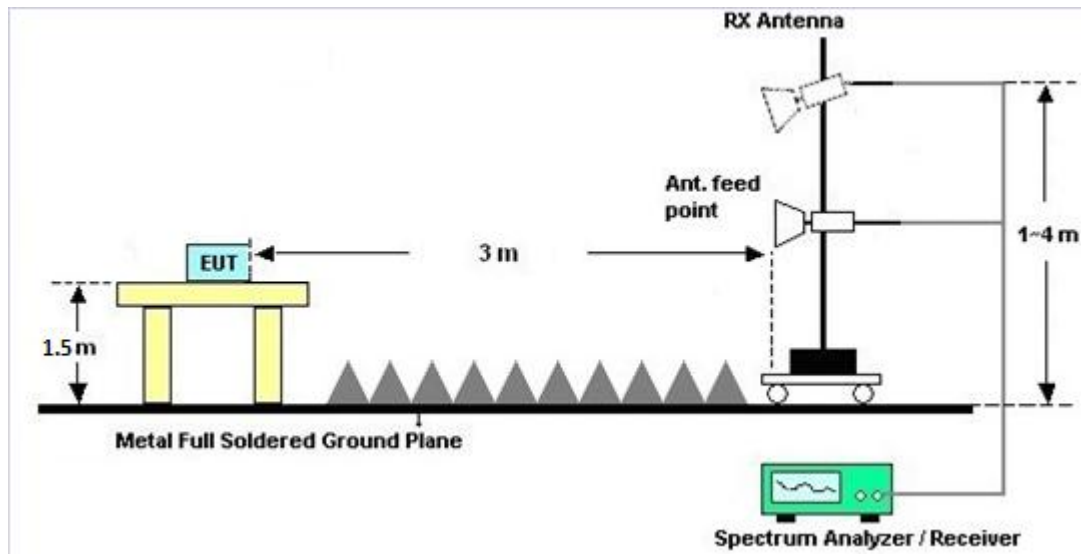 RX Antenna
Ant. feed
point
3 m
1~4 m
EUT
1.5 m
Metal Full Soldered Ground Plane
Spectrum Analyzer / Receiver